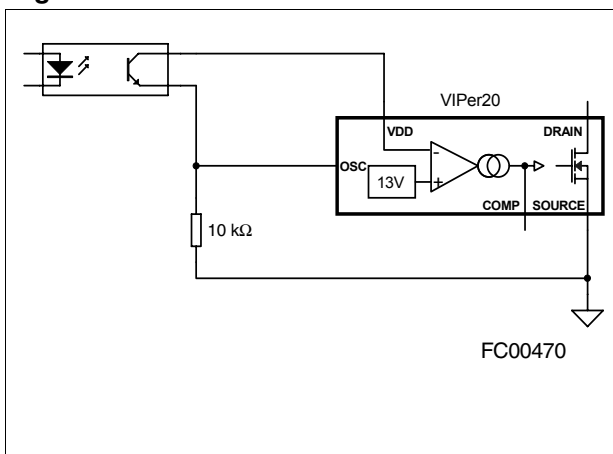 VIPer20
VDD
DRAIN
OSC
-
13V
+
COMP
SOURCE
10 kΩ
FC00470